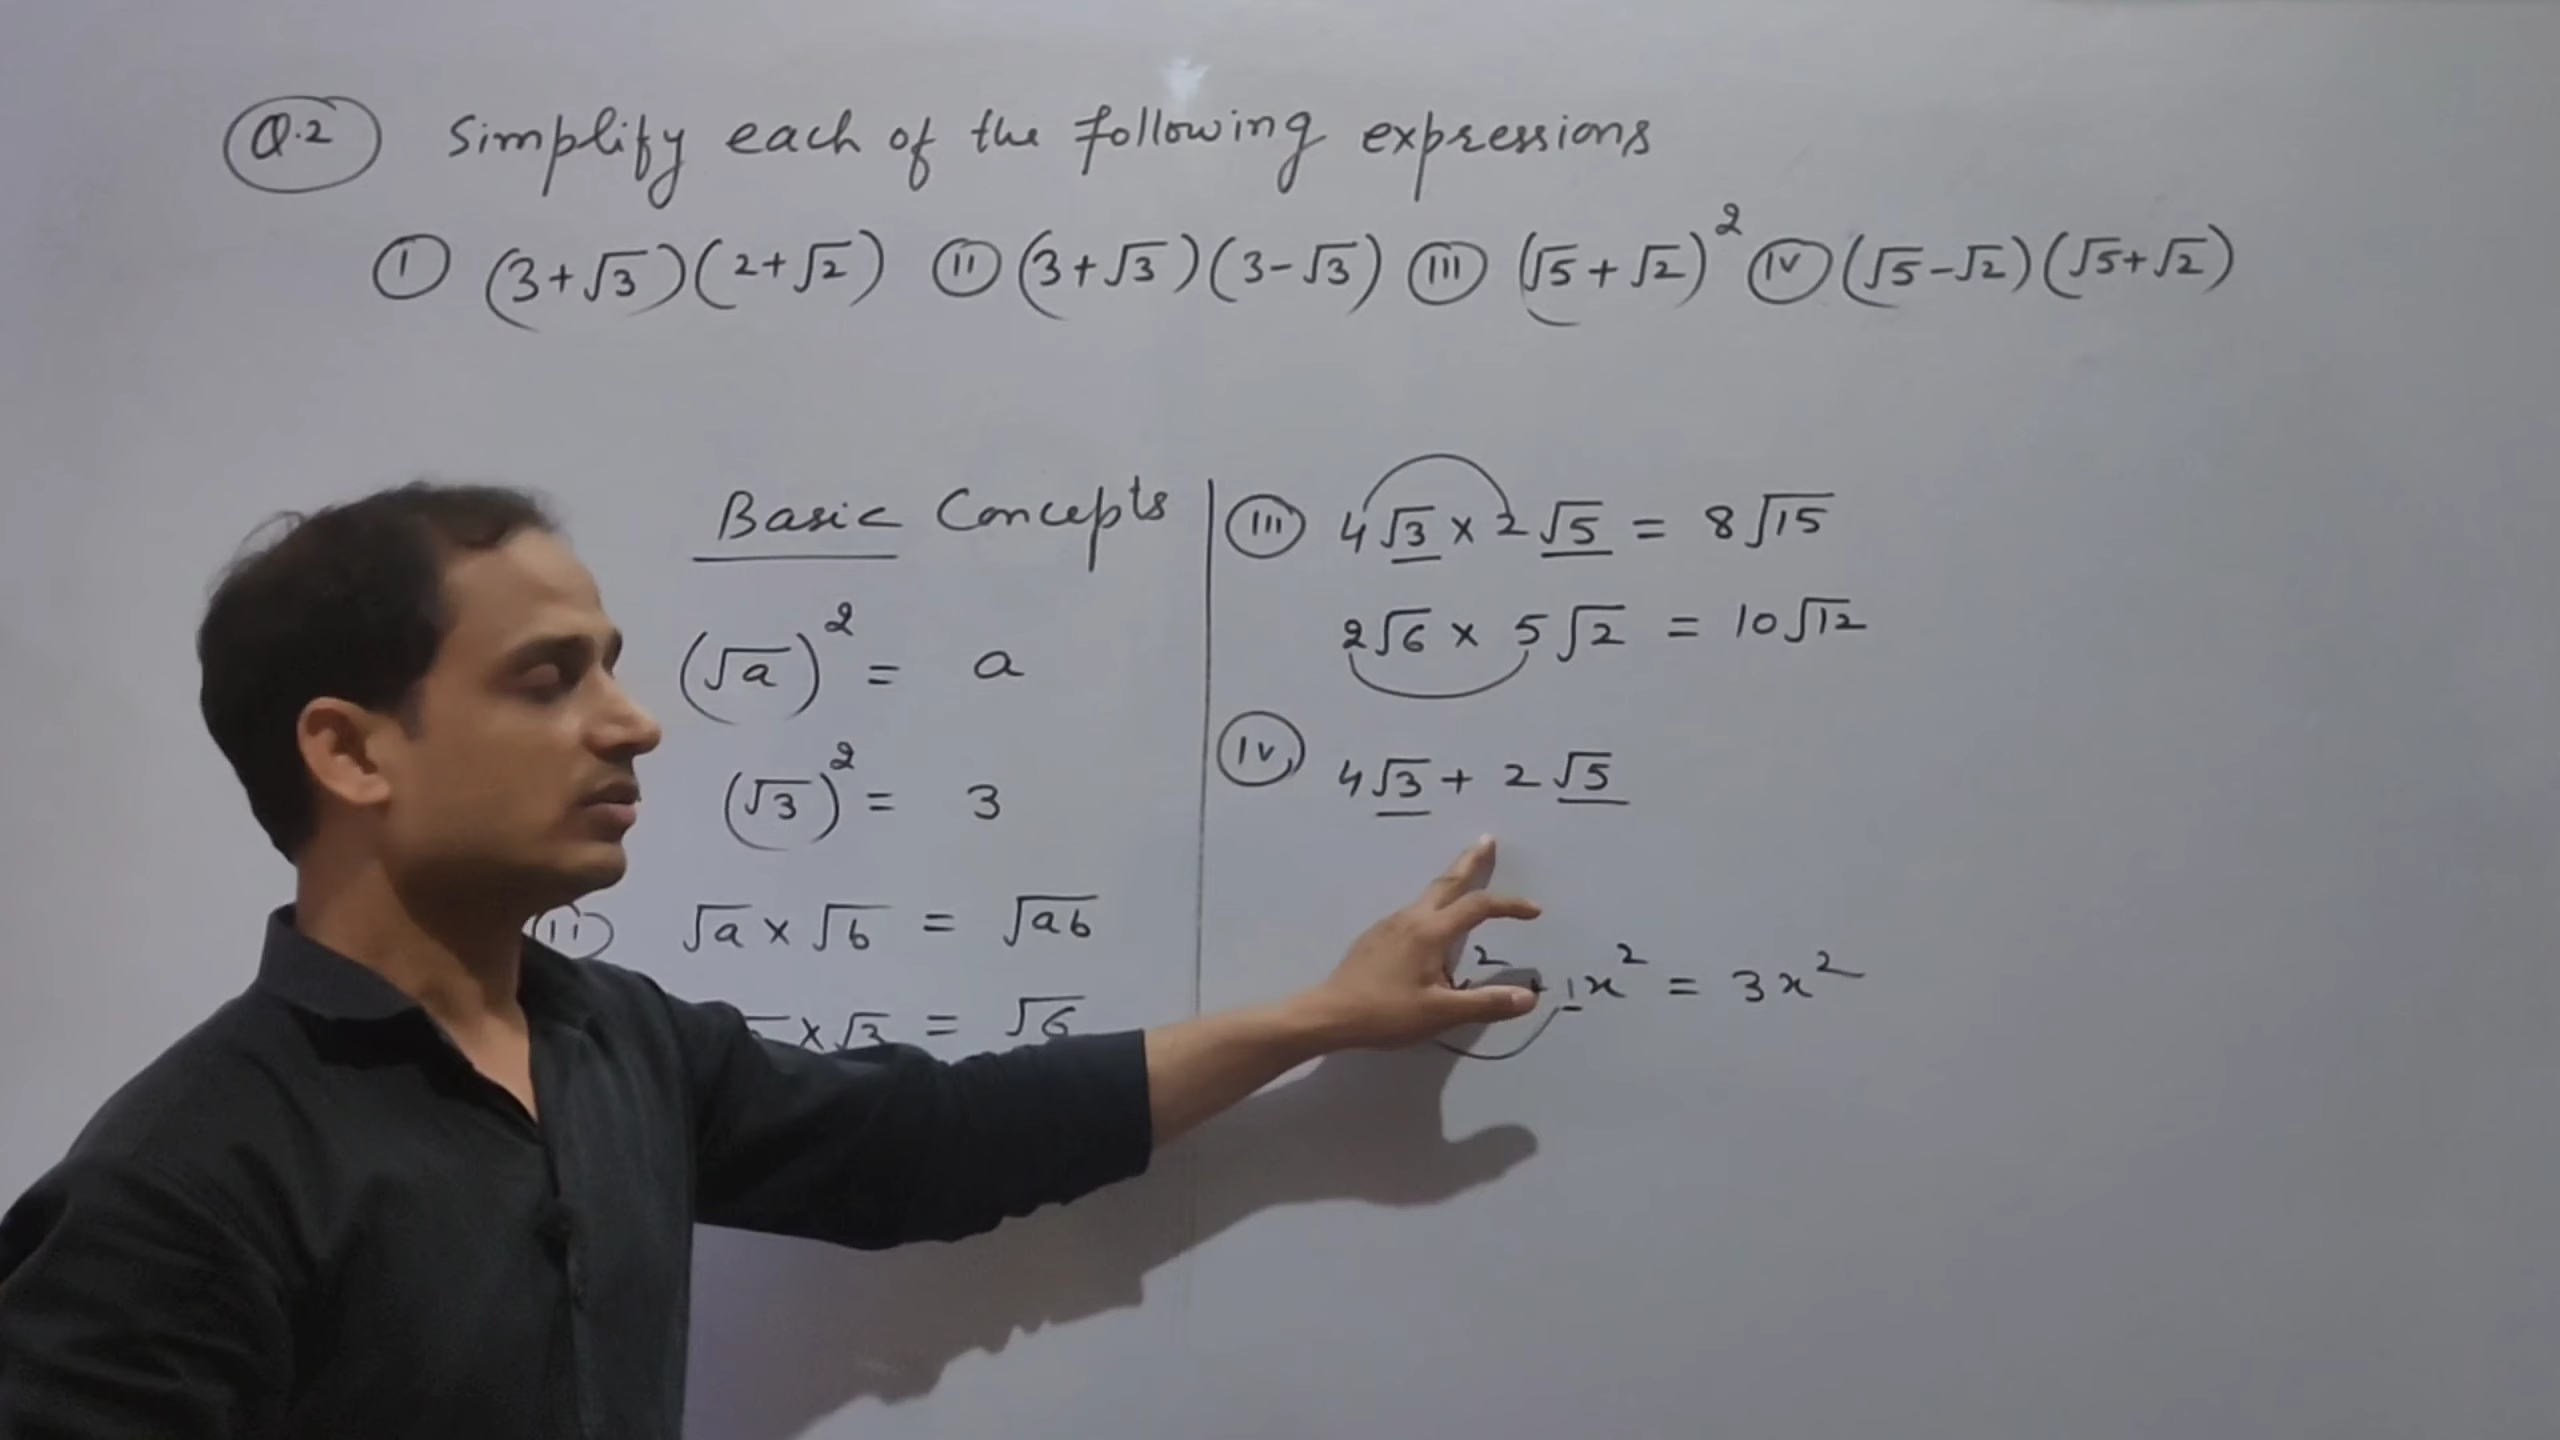 Q.2 Simplify each of the following expressions
(I) (3+√3)(2+√2) (II) (3+√3)(3-√3) (III) (√5+√2)² (IV) (√5-√2)(√5+√2)
Basic Concepts
(√a)² = a
(√3)² = 3
(II) √a × √b = √ab
×√3 = √6
(III) 4√3 × 2√5 = 8√15
2√6 × 5√2 = 10√12
(IV) 4√3 + 2√5
² + 1x² = 3x²